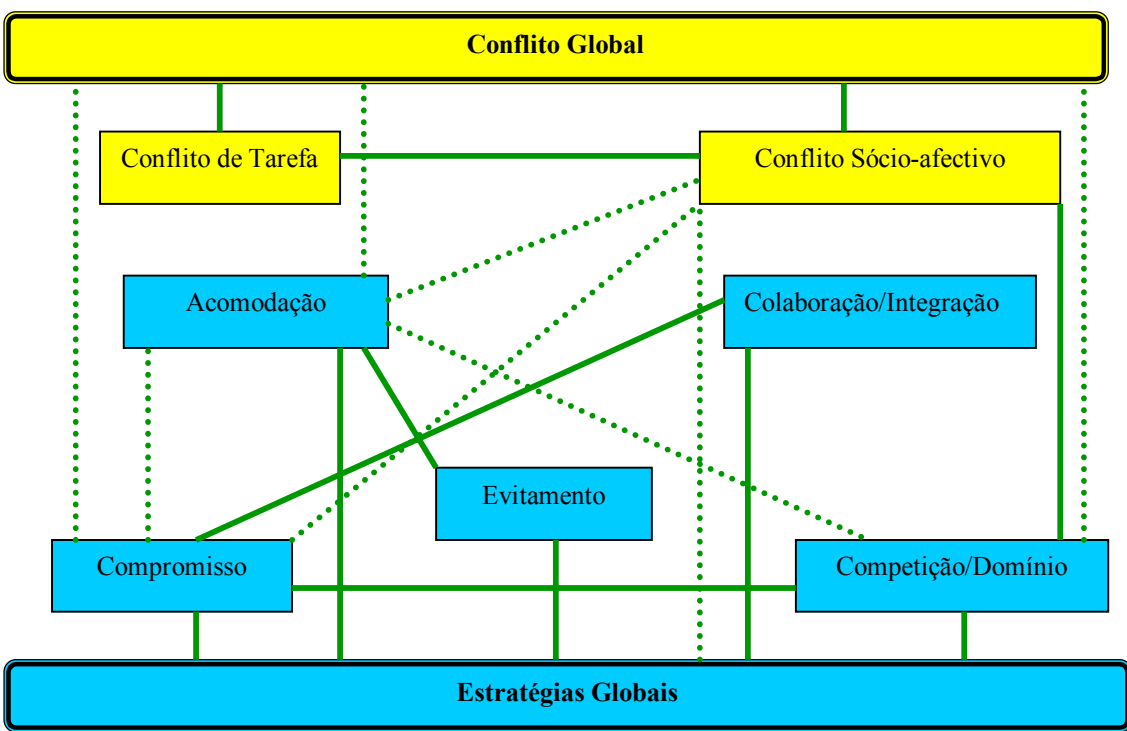 Conflito Global
Conflito de Tarefa
Conflito Sócio-afectivo
Acomodação
Colaboração/Integração
Evitamento
Compromisso
Competição/Domínio
Estratégias Globais